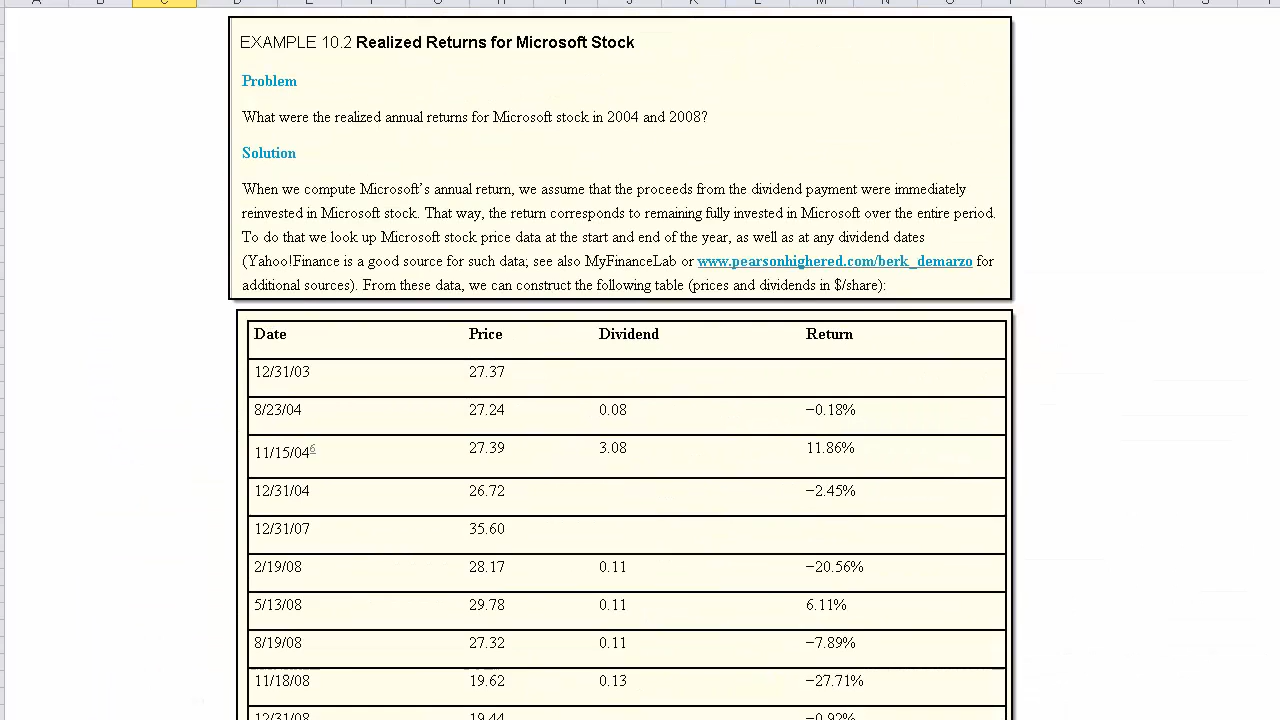 EXAMPLE 10.2 Realized Returns for Microsoft Stock
Problem
What were the realized annual returns for Microsoft stock in 2004 and 2008?
Solution
When we compute Microsoft's annual return, we assume that the proceeds from the dividend payment were immediately
reinvested in Microsoft stock. That way, the return corresponds to remaining fully invested in Microsoft over the entire period.
To do that we look up Microsoft stock price data at the start and end of the year, as well as at any dividend dates
(Yahoo!Finance is a good source for such data; see also MyFinanceLab or www.pearsonhighered.com/berk_demarzo for
additional sources). From these data, we can construct the following table (prices and dividends in $/share):
Date Price Dividend Return
12/31/03 27.37
8/23/04 27.24 0.08 −0.18%
11/15/04⁶ 27.39 3.08 11.86%
12/31/04 26.72 −2.45%
12/31/07 35.60
2/19/08 28.17 0.11 −20.56%
5/13/08 29.78 0.11 6.11%
8/19/08 27.32 0.11 −7.89%
11/18/08 19.62 0.13 −27.71%
12/31/08 19.44 −0.92%